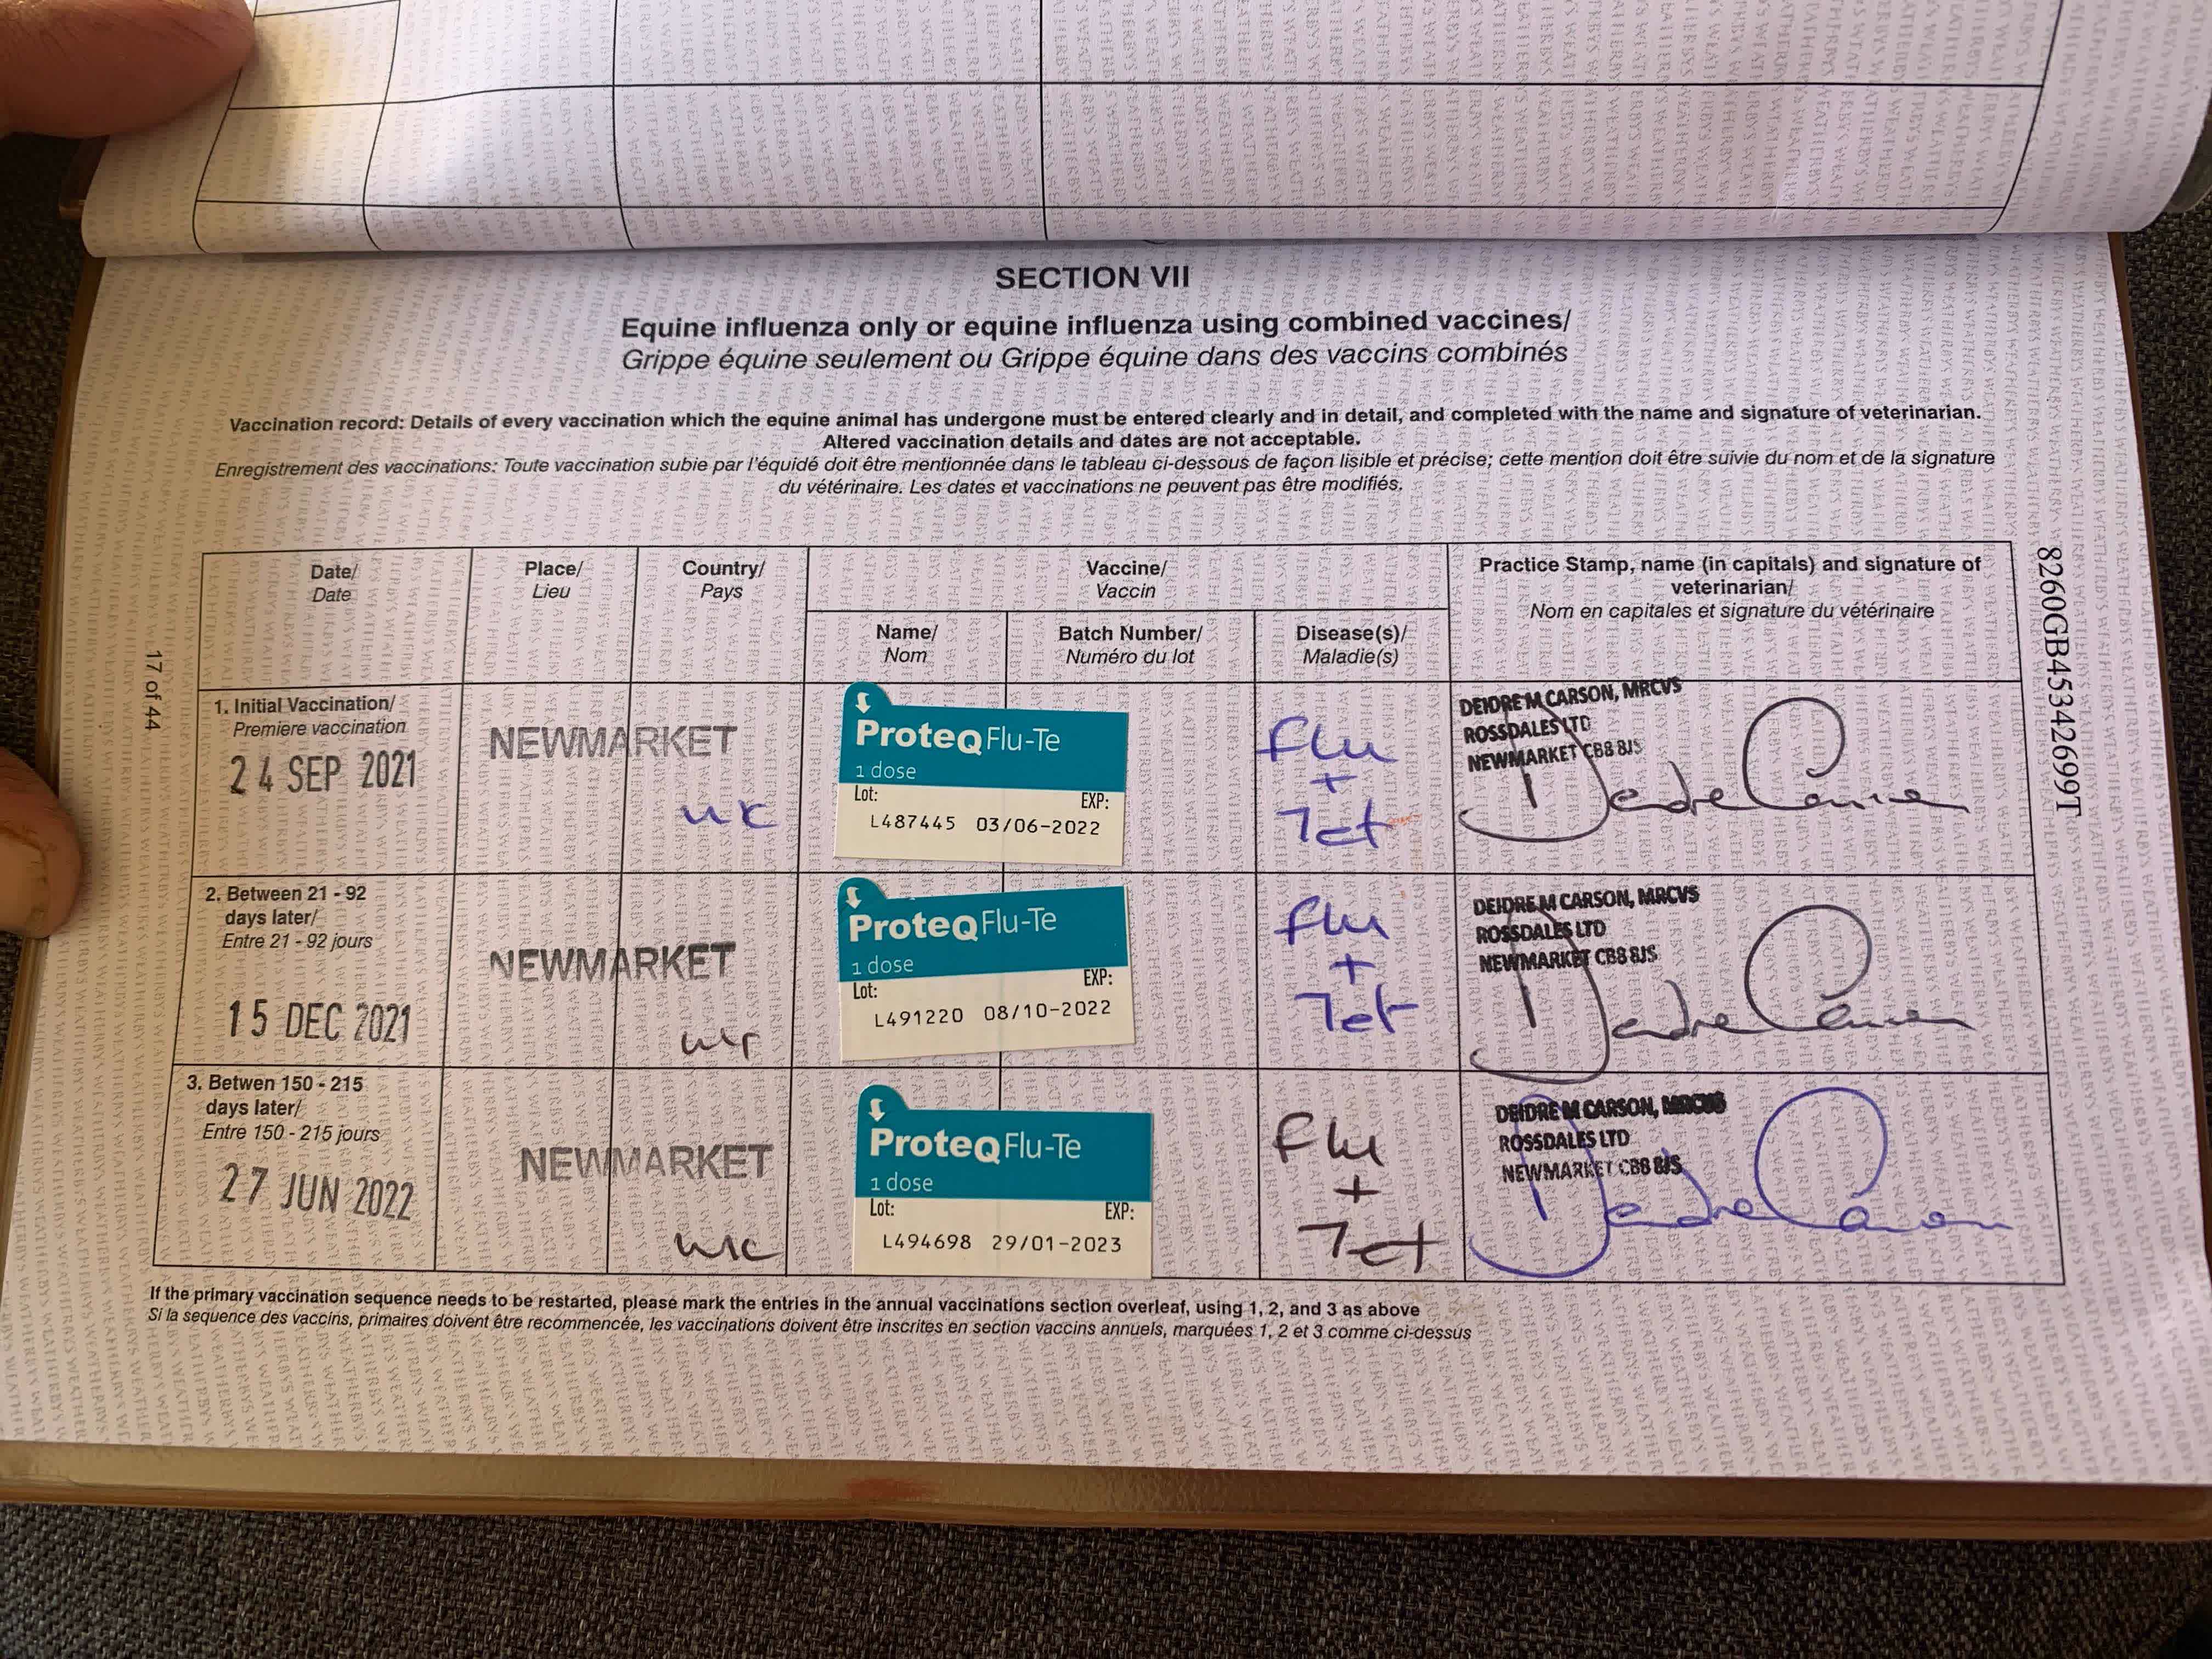 SECTION VII
Equine influenza only or equine influenza using combined vaccines/
Grippe équine seulement ou Grippe équine dans des vaccins combinés
Vaccination record: Details of every vaccination which the equine animal has undergone must be entered clearly and in detail, and completed with the name and signature of veterinarian.
Altered vaccination details and dates are not acceptable.
Enregistrement des vaccinations: Toute vaccination subie par l'équidé doit être mentionnée dans le tableau ci-dessous de façon lisible et précise; cette mention doit être suivie du nom et de la signature
du vétérinaire. Les dates et vaccinations ne peuvent pas être modifiés.
Date/
Date
Place/
Lieu
Country/
Pays
Vaccine/
Vaccin
Name/
Nom
Batch Number/
Numéro du lot
Disease(s)/
Maladie(s)
Practice Stamp, name (in capitals) and signature of
veterinarian/
Nom en capitales et signature du vétérinaire
1. Initial Vaccination/
Premiere vaccination
24 SEP 2021
NEWMARKET
UK
ProteQ Flu-Te
1 dose
Lot: EXP:
L487445 03/06-2022
Flu
+
Tet
DEIDRE M CARSON, MRCVS
ROSSDALES LTD
NEWMARKET CB8 8JS
Deidre Carson
2. Between 21 - 92
days later/
Entre 21 - 92 jours
15 DEC 2021
NEWMARKET
UK
ProteQ Flu-Te
1 dose
Lot: EXP:
L491220 08/10-2022
Flu
+
Tet
DEIDRE M CARSON, MRCVS
ROSSDALES LTD
NEWMARKET CB8 8JS
Deidre Carson
3. Betwen 150 - 215
days later/
Entre 150 - 215 jours
27 JUN 2022
NEWMARKET
UK
ProteQ Flu-Te
1 dose
Lot: EXP:
L494698 29/01-2023
Flu
+
Tet
DEIDRE M CARSON, MRCVS
ROSSDALES LTD
NEWMARKET CB8 8JS
Deidre Carson
If the primary vaccination sequence needs to be restarted, please mark the entries in the annual vaccinations section overleaf, using 1, 2, and 3 as above
Si la sequence des vaccins, primaires doivent être recommencée, les vaccinations doivent être inscrites en section vaccins annuels, marquées 1, 2 et 3 comme ci-dessus
17 of 44
8260GB45342699T
WEATHERBYS